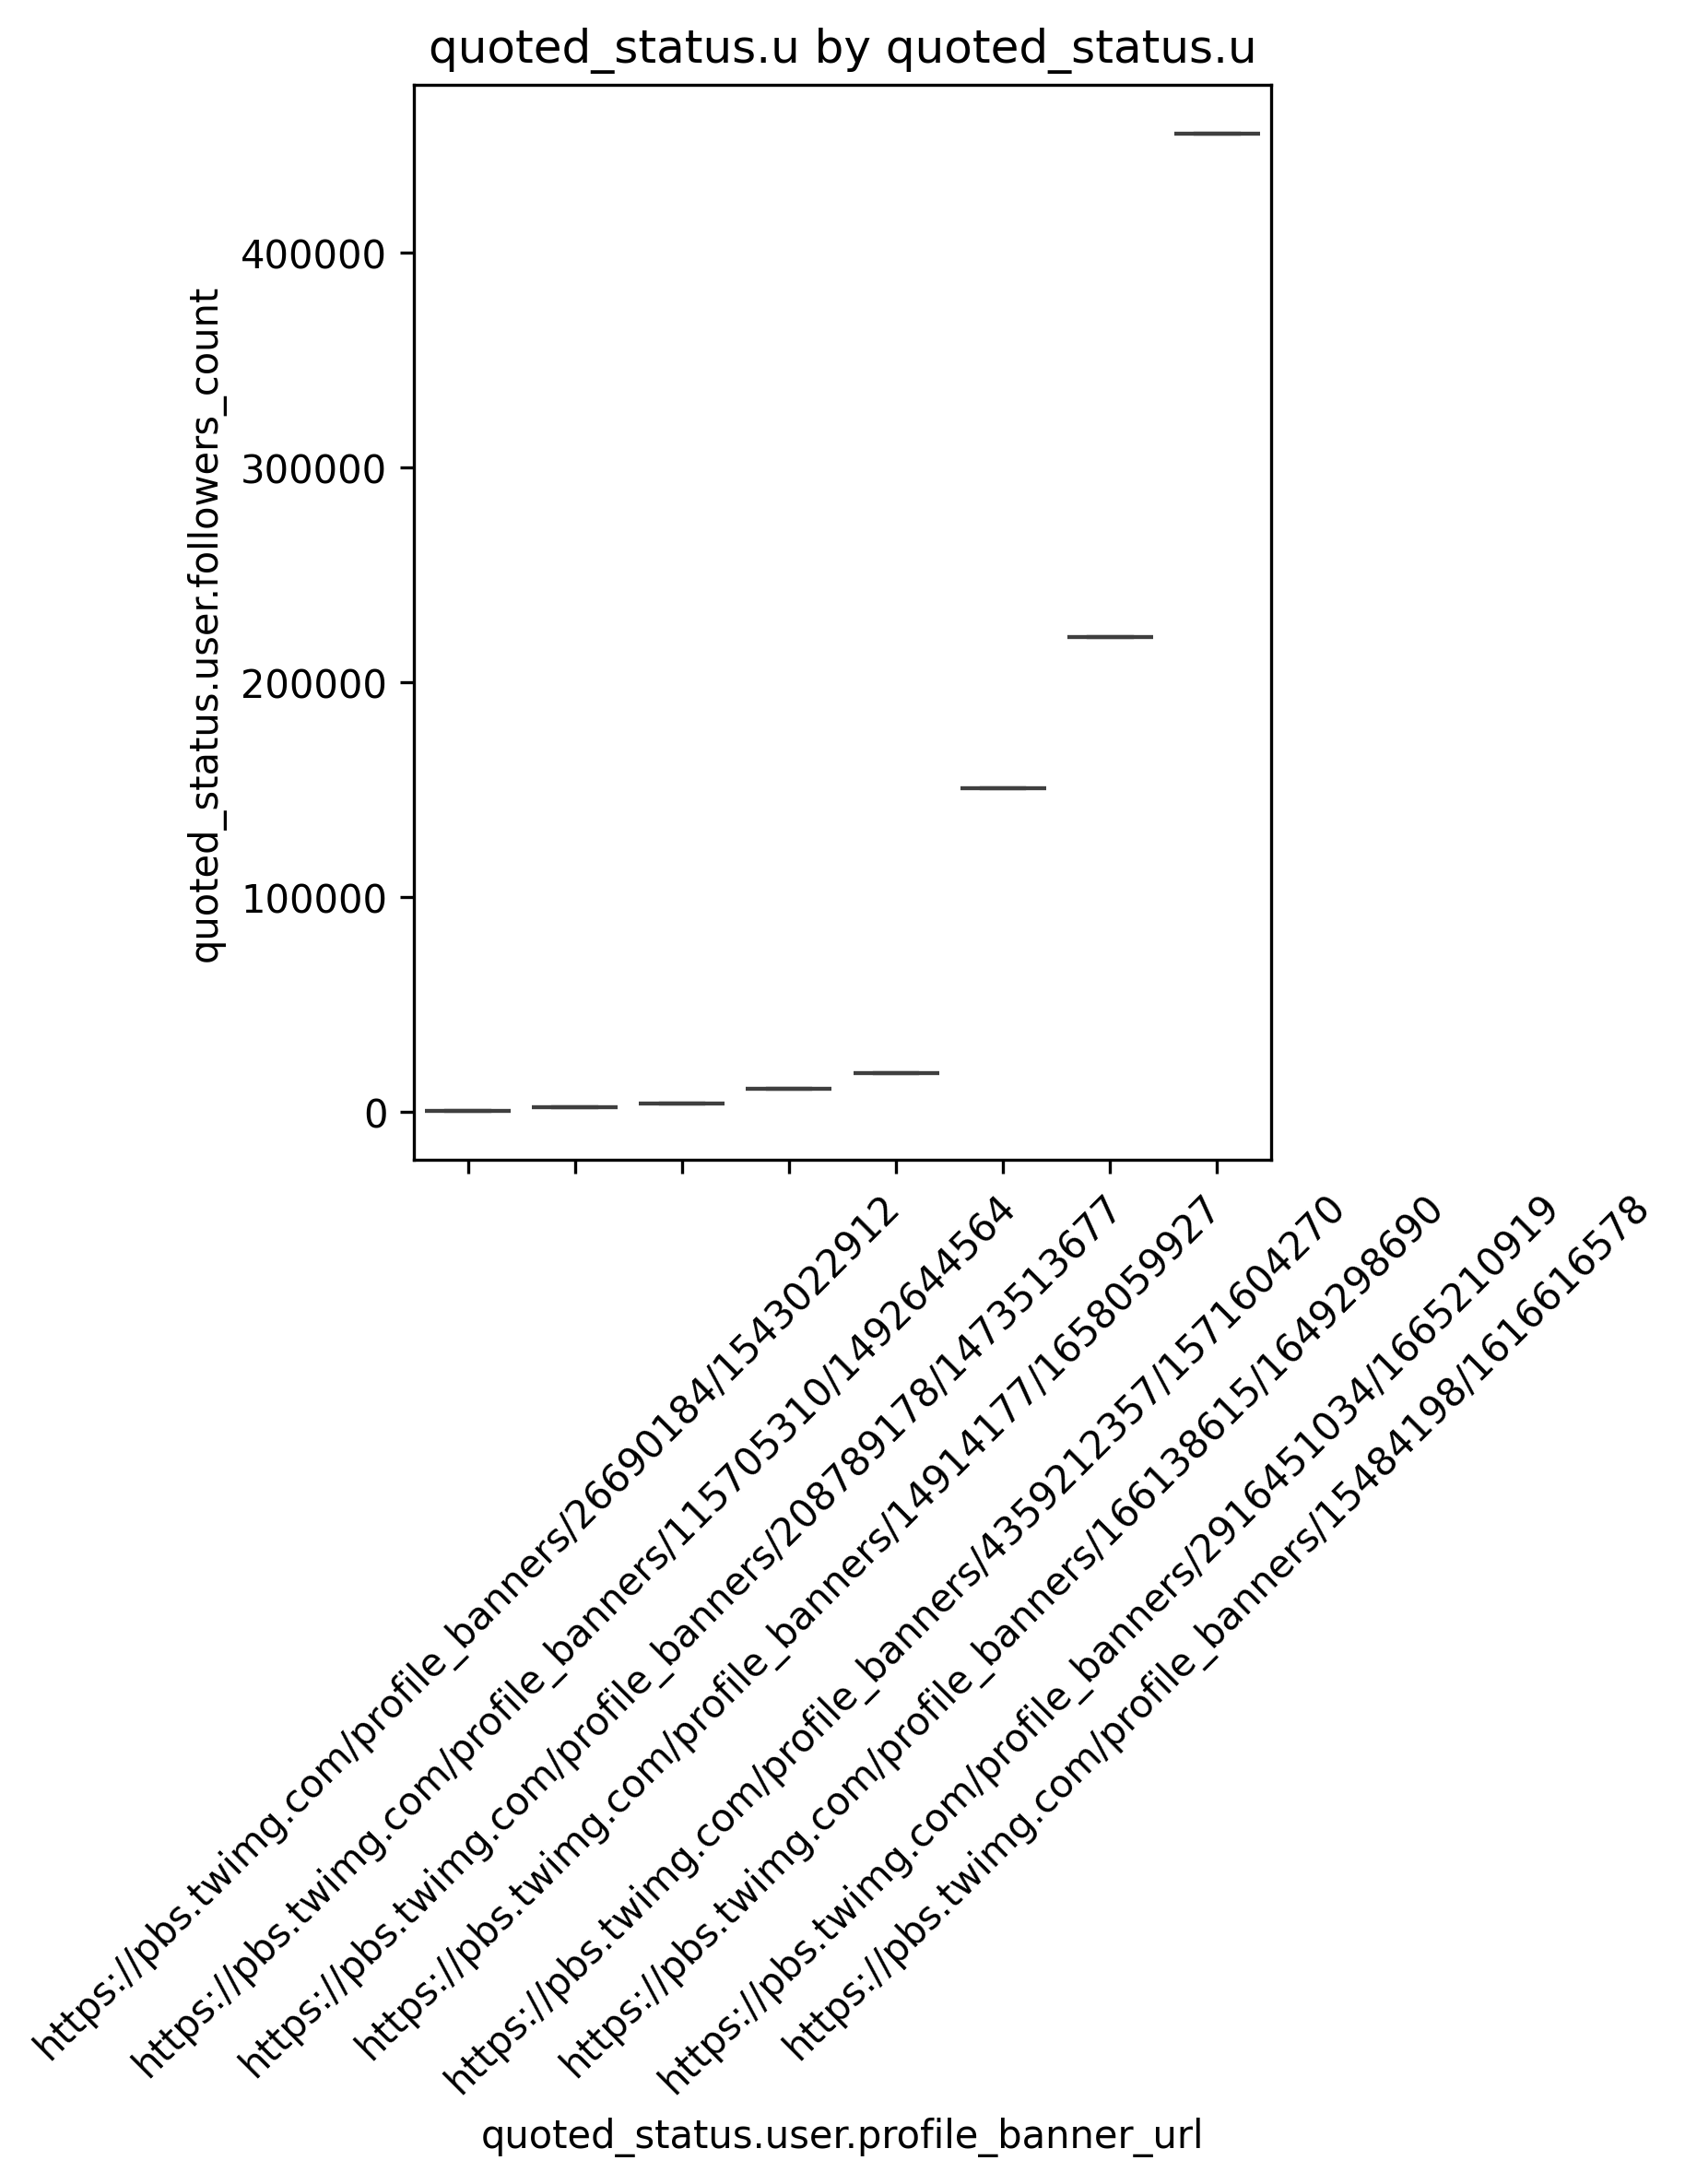 quoted_status.u by quoted_status.u
quoted_status.user.followers_count
400000
300000
200000
100000
0
https://pbs.twimg.com/profile_banners/26690184/1543022912
https://pbs.twimg.com/profile_banners/115705310/1492644564
https://pbs.twimg.com/profile_banners/208789178/1473513677
https://pbs.twimg.com/profile_banners/14914177/1658059927
https://pbs.twimg.com/profile_banners/4359212357/1571604270
https://pbs.twimg.com/profile_banners/166138615/1649298690
https://pbs.twimg.com/profile_banners/2916451034/1665210919
https://pbs.twimg.com/profile_banners/15484198/1616616578
quoted_status.user.profile_banner_url